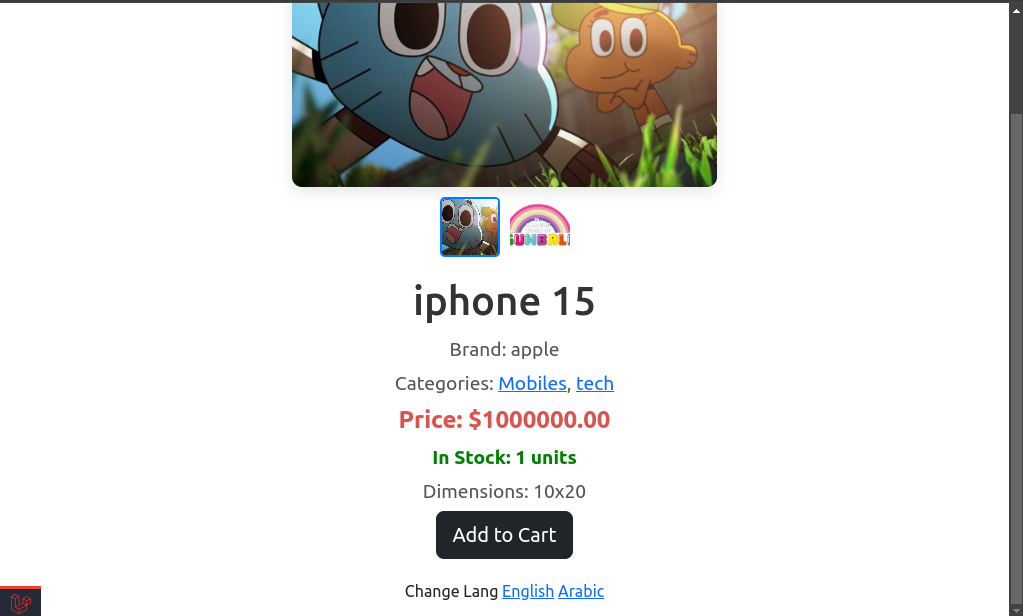 GUMBALL
iphone 15
Brand: apple
Categories: Mobiles, tech
Price: $1000000.00
In Stock: 1 units
Dimensions: 10x20
Add to Cart
Change Lang English Arabic